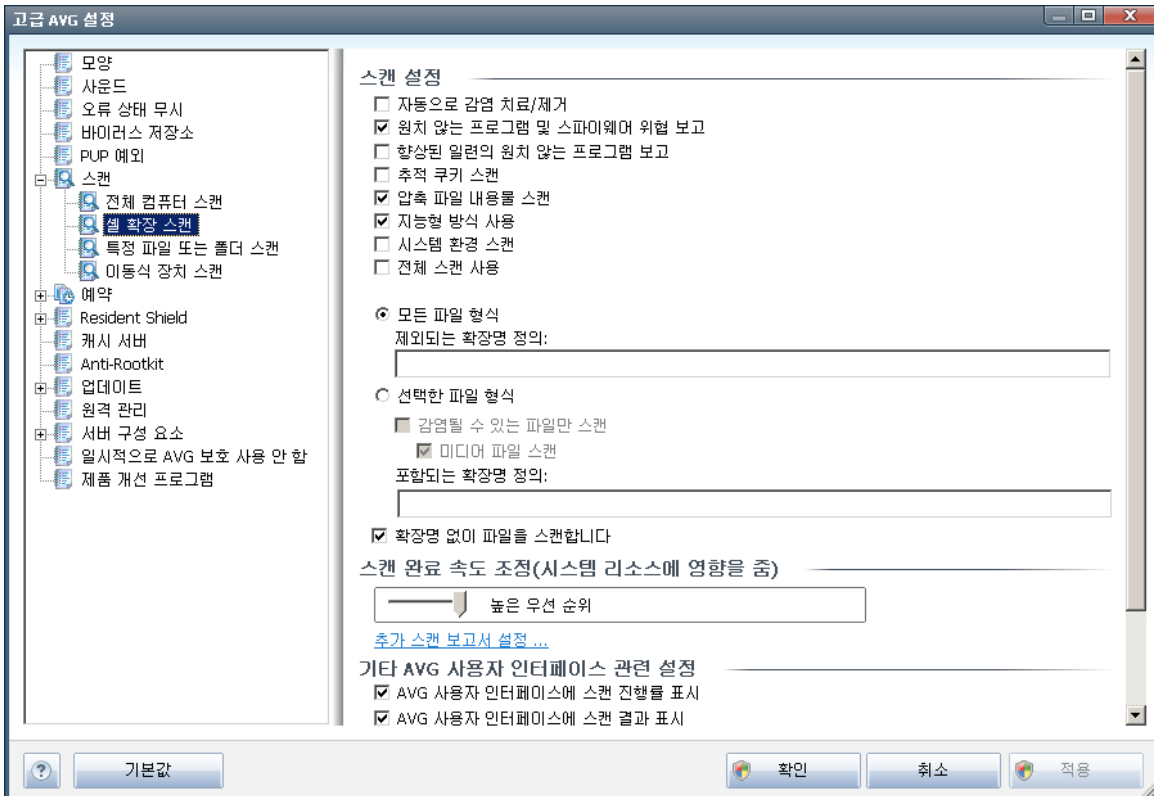 고급 AVG 설정
모양
사운드
오류 상태 무시
바이러스 저장소
PUP 예외
스캔
전체 컴퓨터 스캔
셸 확장 스캔
특정 파일 또는 폴더 스캔
이동식 장치 스캔
예약
Resident Shield
캐시 서버
Anti-Rootkit
업데이트
원격 관리
서버 구성 요소
일시적으로 AVG 보호 사용 안 함
제품 개선 프로그램
스캔 설정
자동으로 감염 치료/제거
원치 않는 프로그램 및 스파이웨어 위협 보고
향상된 일련의 원치 않는 프로그램 보고
추적 쿠키 스캔
압축 파일 내용물 스캔
지능형 방식 사용
시스템 환경 스캔
전체 스캔 사용
모든 파일 형식
제외되는 확장명 정의:
선택한 파일 형식
감염될 수 있는 파일만 스캔
미디어 파일 스캔
포함되는 확장명 정의:
확장명 없이 파일을 스캔합니다
스캔 완료 속도 조정(시스템 리소스에 영향을 줌)
높은 우선 순위
추가 스캔 보고서 설정 ...
기타 AVG 사용자 인터페이스 관련 설정
AVG 사용자 인터페이스에 스캔 진행률 표시
AVG 사용자 인터페이스에 스캔 결과 표시
?
기본값
확인
취소
적용